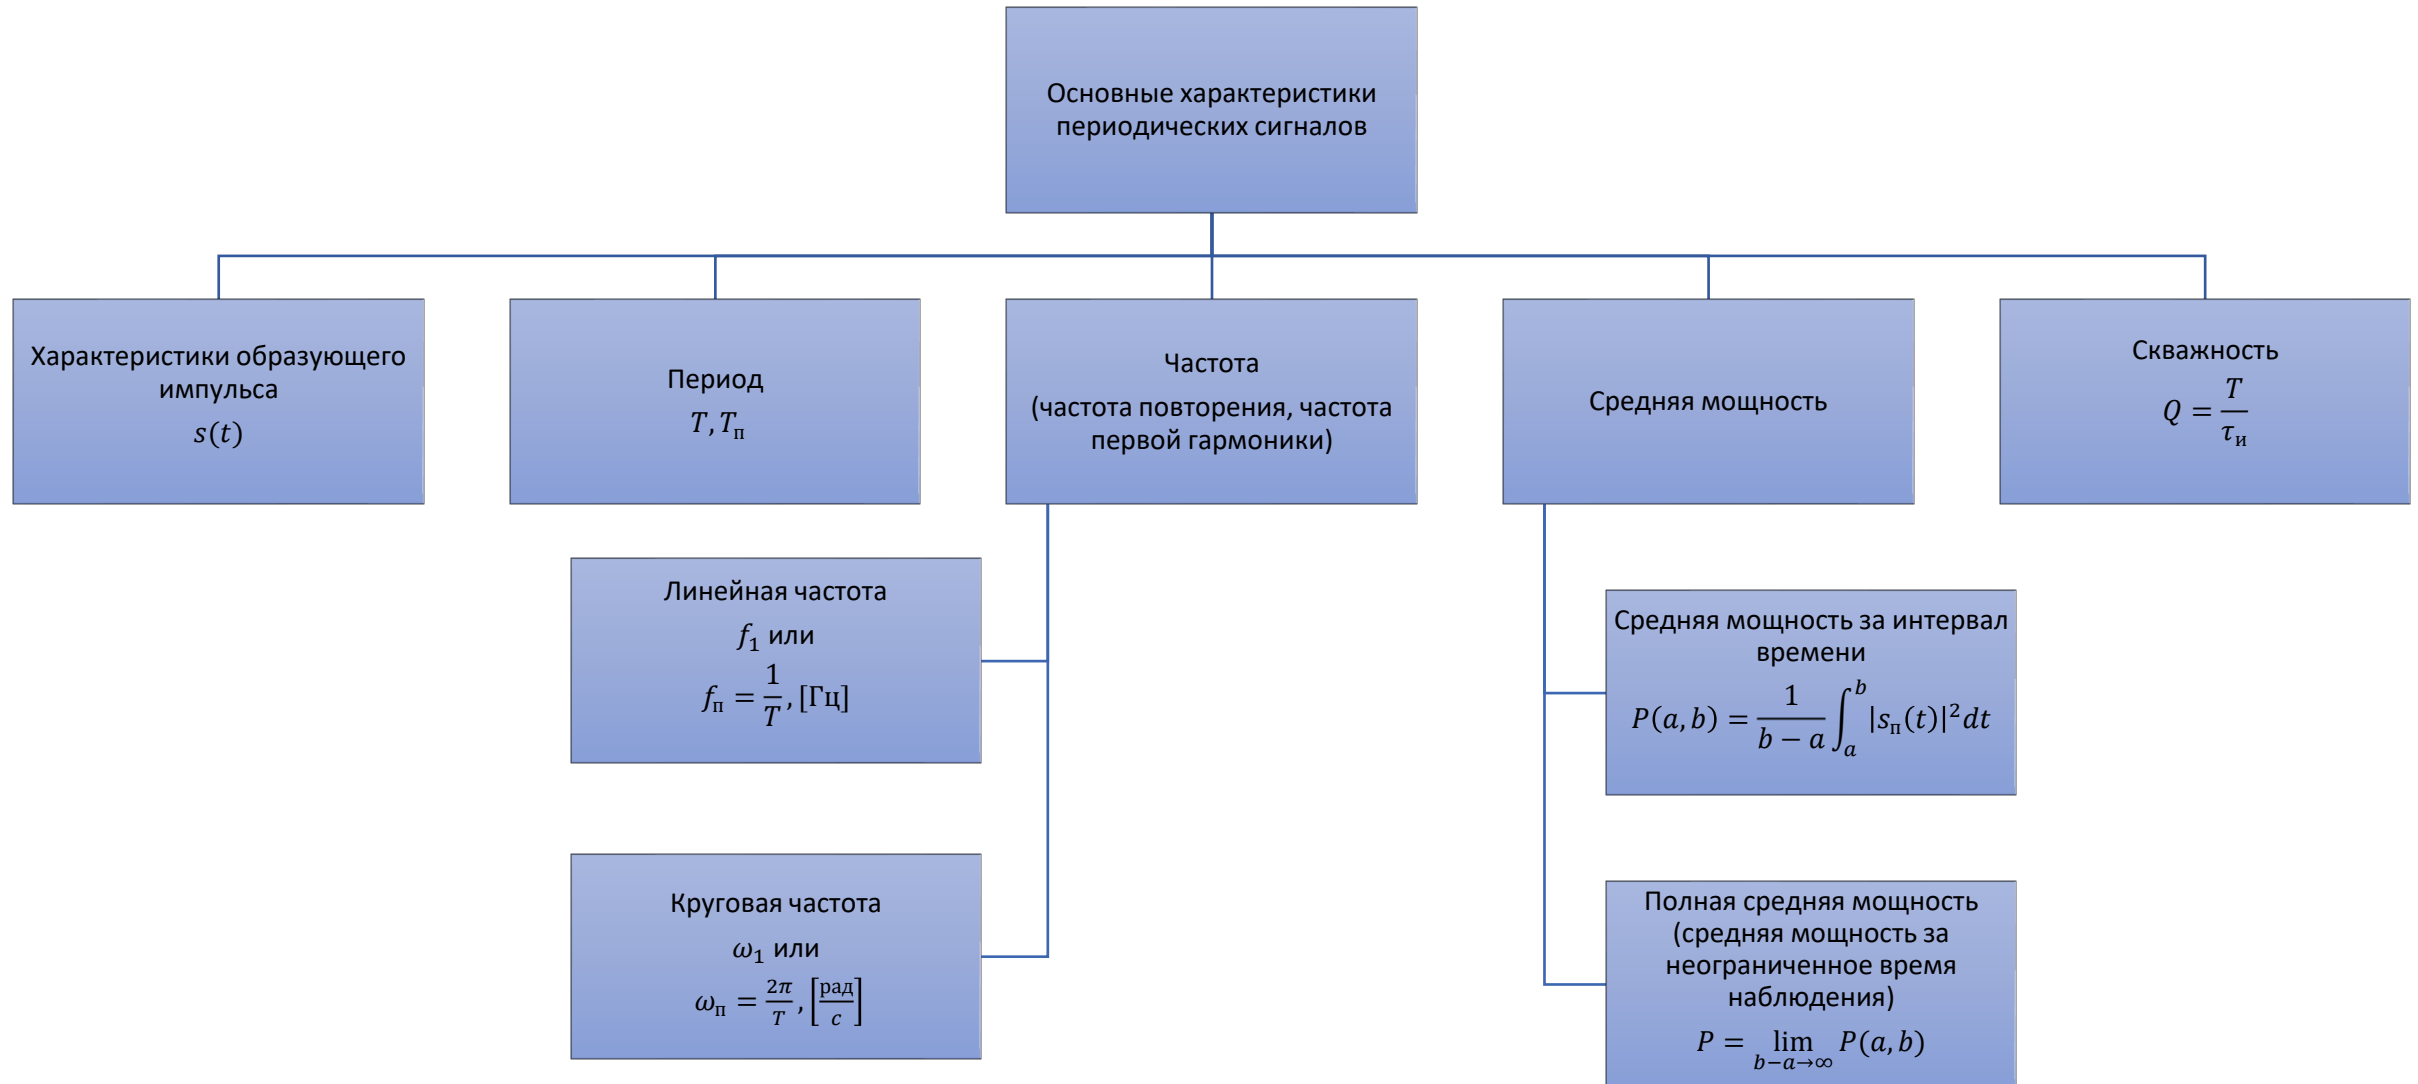 Основные характеристики
периодических сигналов
Характеристики образующего
импульса
s(t)
Период
T, Tп
Частота
(частота повторения, частота
первой гармоники)
Средняя мощность
Скважность
Q = T/τи
Линейная частота
f₁ или
fп = 1/T, [Гц]
Круговая частота
ω₁ или
ωп = 2π/T, [рад/с]
Средняя мощность за интервал
времени
P(a, b) = 1/(b − a) ∫ₐᵇ |sп(t)|² dt
Полная средняя мощность
(средняя мощность за
неограниченное время
наблюдения)
P = lim b−a→∞ P(a, b)